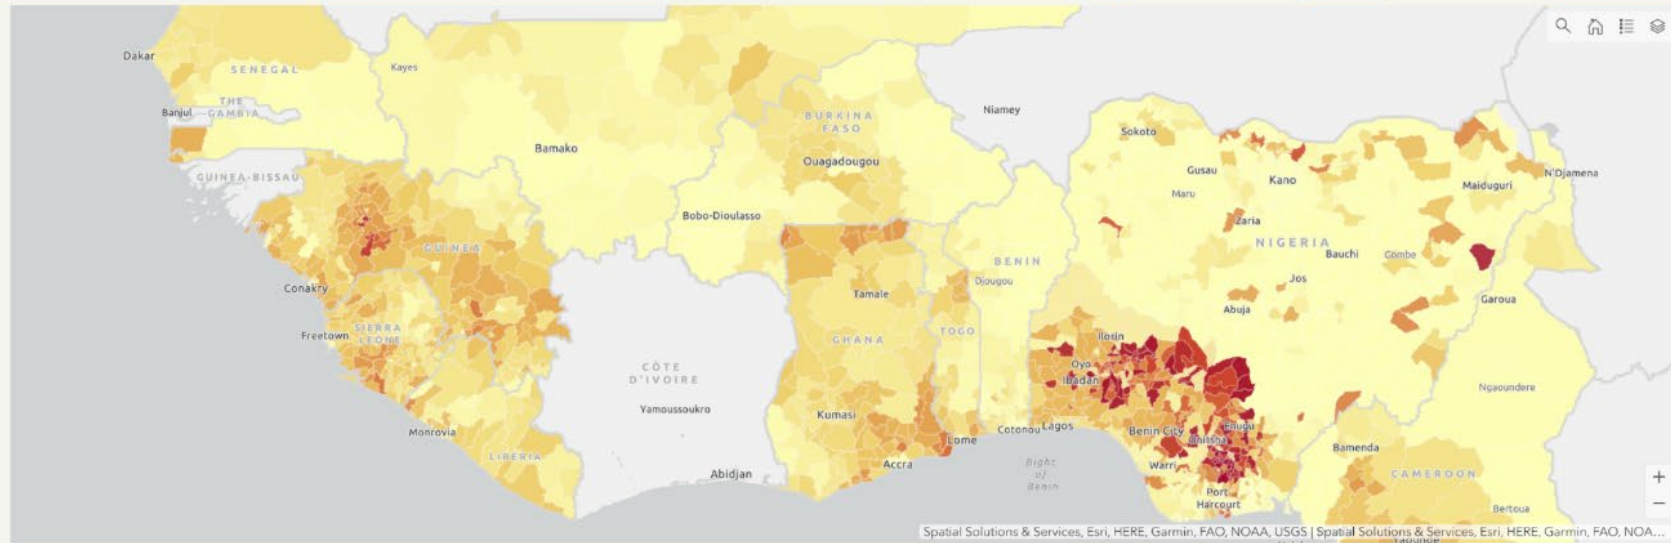 Dakar
SENEGAL
Kayes
THE
GAMBIA
Banjul
Niamey
BURKINA
FASO
Sokoto
Bamako
Ouagadougou
Gusau
Kano
N'Djamena
GUINEA-BISSAU
Maru
Maiduguri
Bobo-Dioulasso
Zaria
GUINEA
NIGERIA
BENIN
Bauchi
Gombe
Djougou
Jos
Conakry
Tamale
Garoua
Abuja
Freetown
SIERRA
LEONE
GHANA
TOGO
Ilorin
Oyo
CÔTE
D'IVOIRE
Ibadan
Ngaoundere
Yamoussoukro
Kumasi
Monrovia
Lome
Cotonou
Lagos
Benin City
Enugu
Onitsha
Bamenda
LIBERIA
Abidjan
Accra
Bight
of
Benin
Warri
CAMEROON
Port
Harcourt
Bertoua
Spatial Solutions & Services, Esri, HERE, Garmin, FAO, NOAA, USGS | Spatial Solutions & Services, Esri, HERE, Garmin, FAO, NOA...